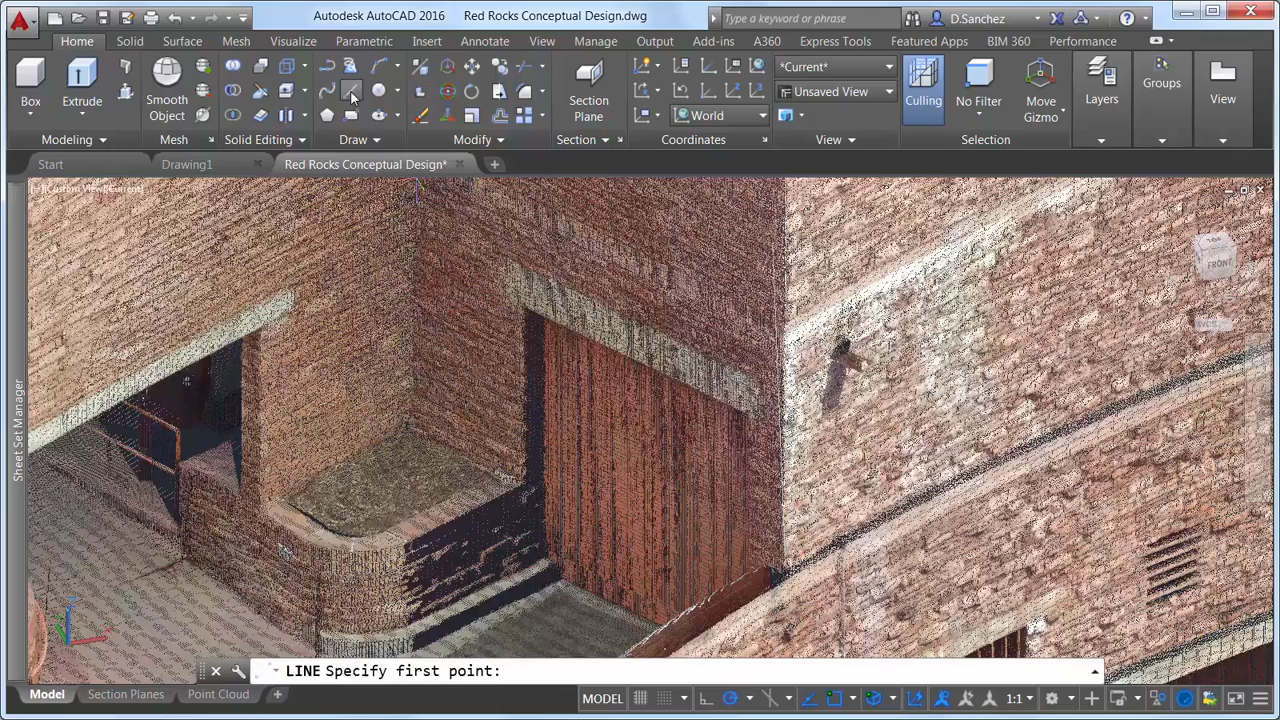 Autodesk AutoCAD 2016 Red Rocks Conceptual Design.dwg
Type a keyword or phrase
D.Sanchez
Home Solid Surface Mesh Visualize Parametric Insert Annotate View Manage Output Add-ins A360 Express Tools Featured Apps BIM 360 Performance
Box
Extrude
Smooth Object
Section Plane
*Current*
Unsaved View
World
Culling
No Filter
Move Gizmo
Layers
Groups
View
Modeling Mesh Solid Editing Draw Modify Section Coordinates View Selection
Start Drawing1 Red Rocks Conceptual Design*
[−][Custom View][Current]
TOP
FRONT
Sheet Set Manager
LINE Specify first point:
Model Section Planes Point Cloud
MODEL
1:1